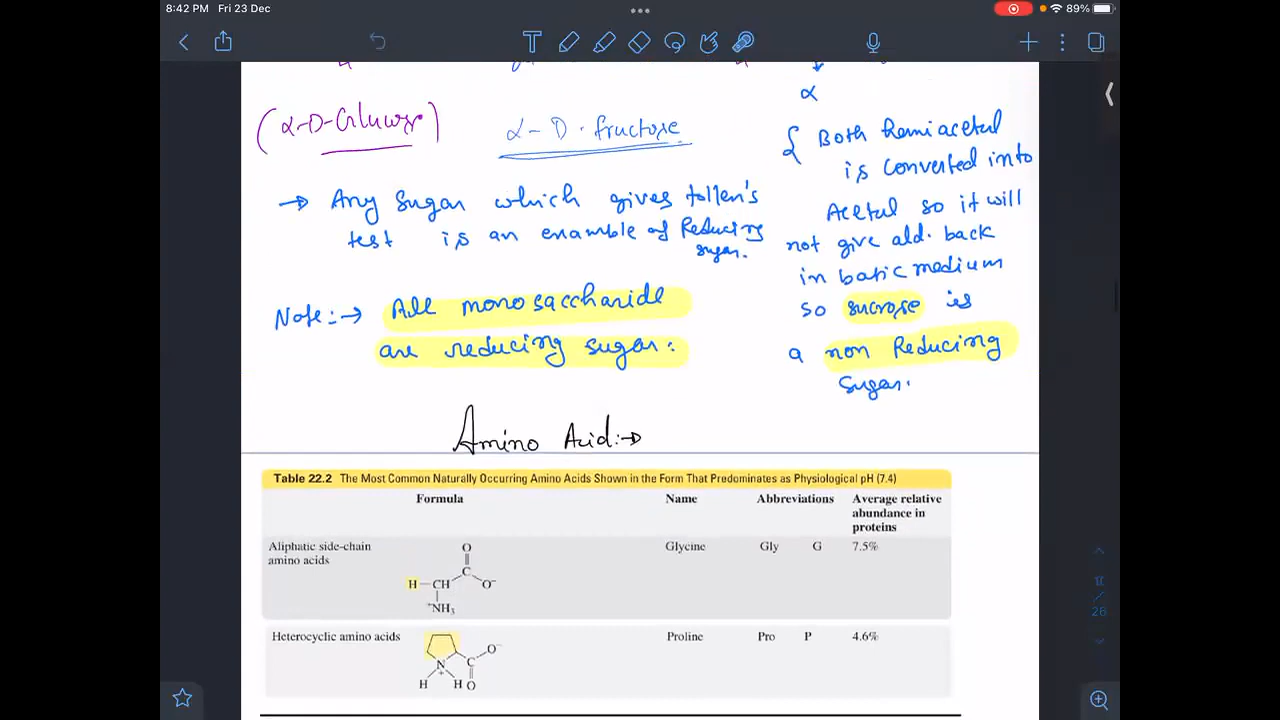 8:42 PM Fri 23 Dec
89%
α
(α-D-Glucose)
α-D-fructose
→ Any Sugar which gives tollen's
test is an enamble of Reducing
sugar.
Note:→ All monosaccharide
are reducing sugar:
{ Both hemiacetal
is converted into
Acetal so it will
not give ald. back
in basic medium
so sucrose is
a non Reducing
Sugar.
Amino Acid:→
Table 22.2 The Most Common Naturally Occurring Amino Acids Shown in the Form That Predominates as Physiological pH (7.4)
Formula Name Abbreviations Average relative
abundance in
proteins
Aliphatic side-chain
amino acids
O
C
H CH O⁻
⁺NH₃
Glycine Gly G 7.5%
Heterocyclic amino acids
O⁻
N C
+
H H O
Proline Pro P 4.6%
26